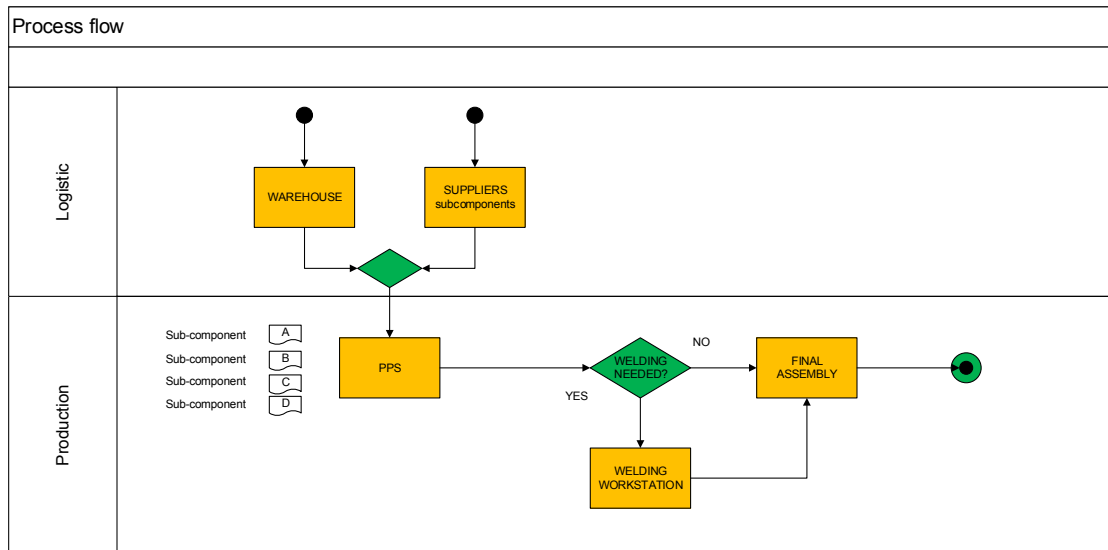 Process flow
Logistic
WAREHOUSE
SUPPLIERS
subcomponents
Production
Sub-component A
Sub-component B
Sub-component C
Sub-component D
PPS
WELDING
NEEDED?
NO
YES
FINAL
ASSEMBLY
WELDING
WORKSTATION